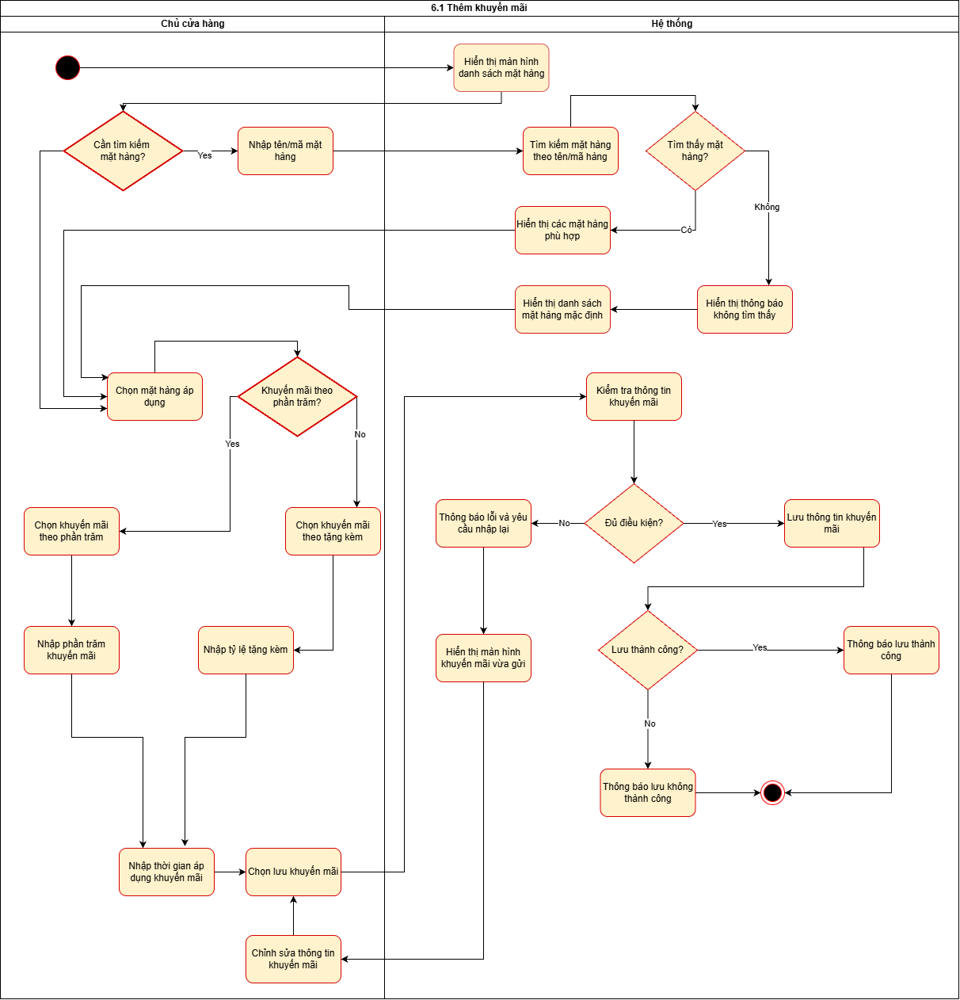 6.1 Thêm khuyến mãi
Chủ cửa hàng
Hệ thống
Hiển thị màn hình
danh sách mặt hàng
Cần tìm kiếm
mặt hàng?
Yes
Nhập tên/mã mặt
hàng
Tìm kiếm mặt hàng
theo tên/mã hàng
Tìm thấy mặt
hàng?
Không
Có
Hiển thị các mặt hàng
phù hợp
Hiển thị danh sách
mặt hàng mặc định
Hiển thị thông báo
không tìm thấy
Chọn mặt hàng áp
dụng
Khuyến mãi theo
phần trăm?
Yes
No
Kiểm tra thông tin
khuyến mãi
Chọn khuyến mãi
theo phần trăm
Chọn khuyến mãi
theo tặng kèm
Thông báo lỗi và yêu
cầu nhập lại
No
Đủ điều kiện?
Yes
Lưu thông tin khuyến
mãi
Nhập phần trăm
khuyến mãi
Nhập tỷ lệ tặng kèm
Hiển thị màn hình
khuyến mãi vừa gửi
Lưu thành công?
Yes
Thông báo lưu thành
công
No
Thông báo lưu không
thành công
Nhập thời gian áp
dụng khuyến mãi
Chọn lưu khuyến mãi
Chỉnh sửa thông tin
khuyến mãi